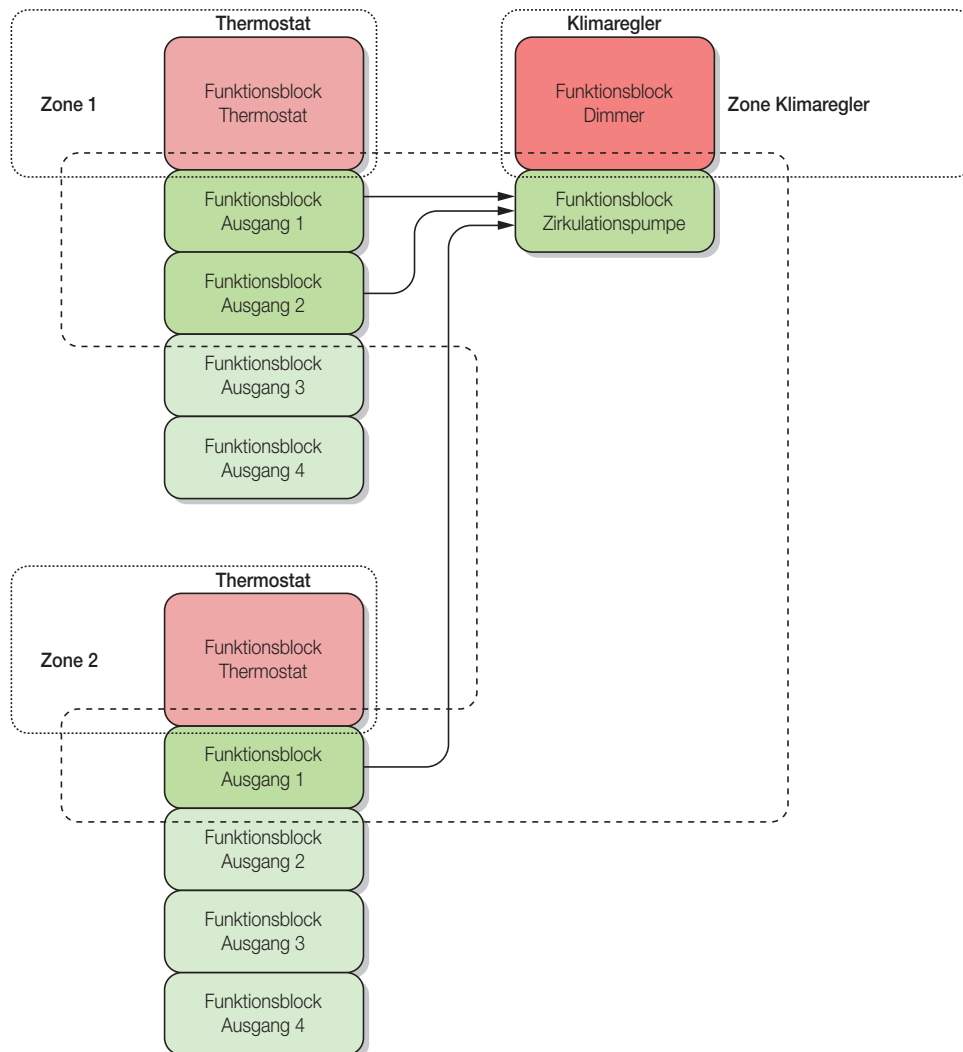 Thermostat
Zone 1
Funktionsblock
Thermostat
Funktionsblock
Ausgang 1
Funktionsblock
Ausgang 2
Funktionsblock
Ausgang 3
Funktionsblock
Ausgang 4
Klimaregler
Funktionsblock
Dimmer
Zone Klimaregler
Funktionsblock
Zirkulationspumpe
Thermostat
Zone 2
Funktionsblock
Thermostat
Funktionsblock
Ausgang 1
Funktionsblock
Ausgang 2
Funktionsblock
Ausgang 3
Funktionsblock
Ausgang 4